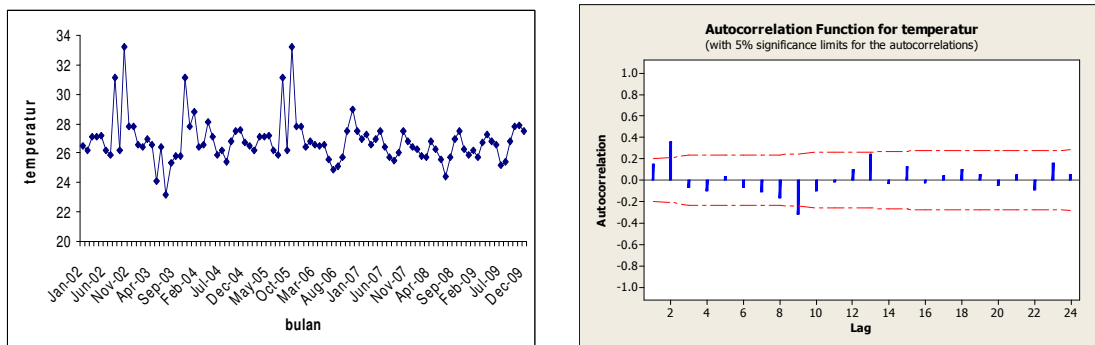 34
32
30
28
26
24
22
20
temperatur
Jan-02
Jun-02
Nov-02
Apr-03
Sep-03
Feb-04
Jul-04
Dec-04
May-05
Oct-05
Mar-06
Aug-06
Jan-07
Jun-07
Nov-07
Apr-08
Sep-08
Feb-09
Jul-09
Dec-09
bulan
Autocorrelation Function for temperatur
(with 5% significance limits for the autocorrelations)
1.0
0.8
0.6
0.4
0.2
0.0
-0.2
-0.4
-0.6
-0.8
-1.0
Autocorrelation
2 4 6 8 10 12 14 16 18 20 22 24
Lag